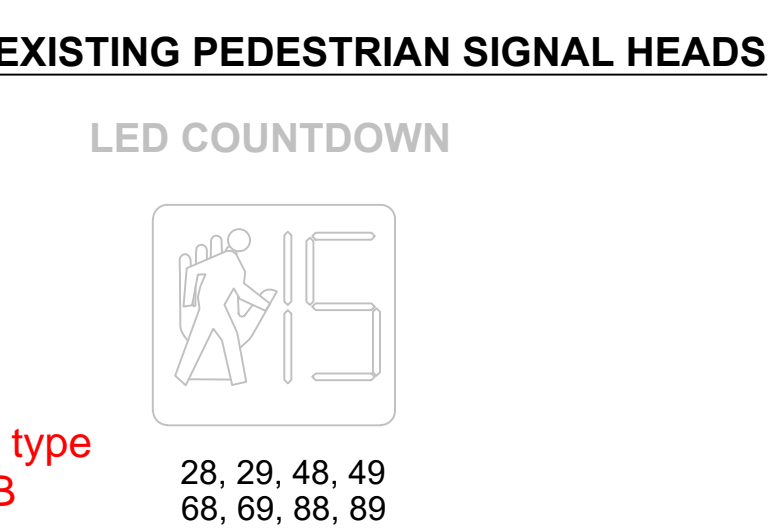 EXISTING PEDESTRIAN SIGNAL HEADS
LED COUNTDOWN
15
type
B
28, 29, 48, 49
68, 69, 88, 89